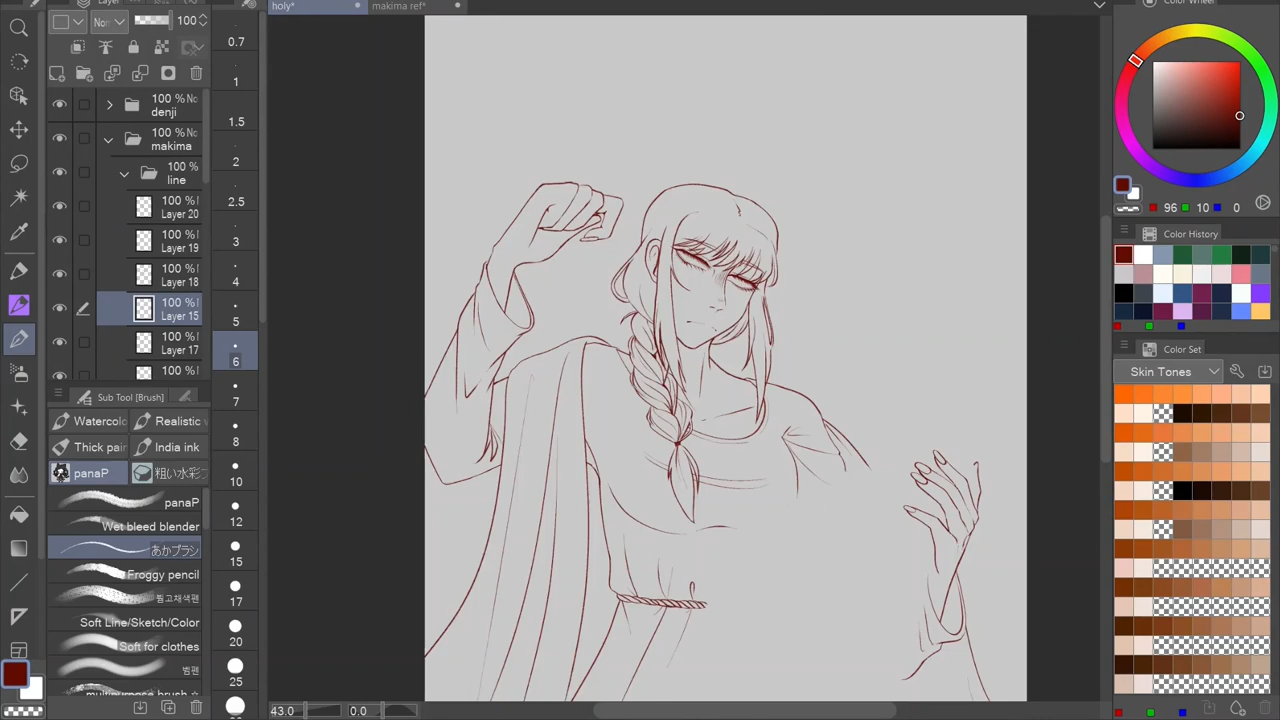 Layer
holy*
makima ref*
Color Wheel
100
100 %
denji
100 %
makima
100 %
line
100 %
Layer 20
100 %
Layer 19
100 %
Layer 18
100 %
Layer 15
100 %
Layer 17
100 %
Sub Tool [Brush]
Realistic
Thick
India ink
panaP
panaP
Wet bleed blender
あかブラシ
Froggy pencil
Soft Line/Sketch/Color
Soft for clothes
범펜
multipurpose brush
0.7
1
1.5
2
2.5
3
4
5
6
7
8
10
12
15
17
20
25
43.0
0.0
96 10 0
Color History
Color Set
Skin Tones